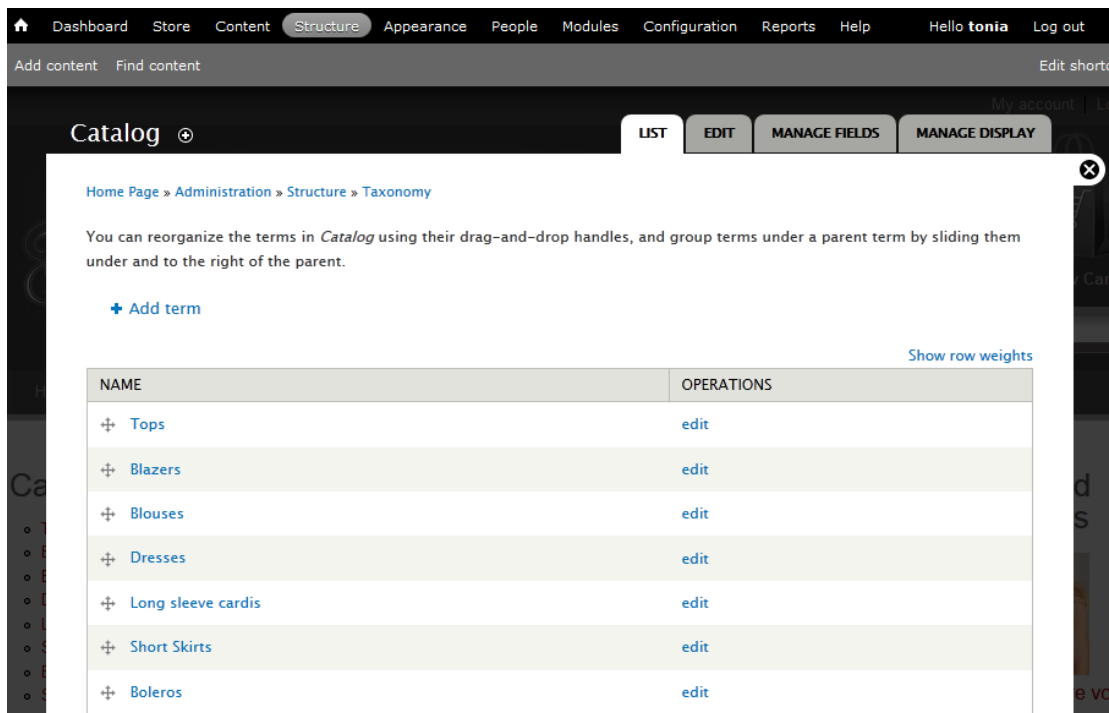 Dashboard Store Content Structure Appearance People Modules Configuration Reports Help Hello tonia Log out
Add content Find content Edit shortc
My account
Catalog LIST EDIT MANAGE FIELDS MANAGE DISPLAY
Home Page » Administration » Structure » Taxonomy
You can reorganize the terms in Catalog using their drag-and-drop handles, and group terms under a parent term by sliding them
under and to the right of the parent.
Add term
Show row weights
NAME OPERATIONS
Tops edit
Blazers edit
Blouses edit
Dresses edit
Long sleeve cardis edit
Short Skirts edit
Boleros edit